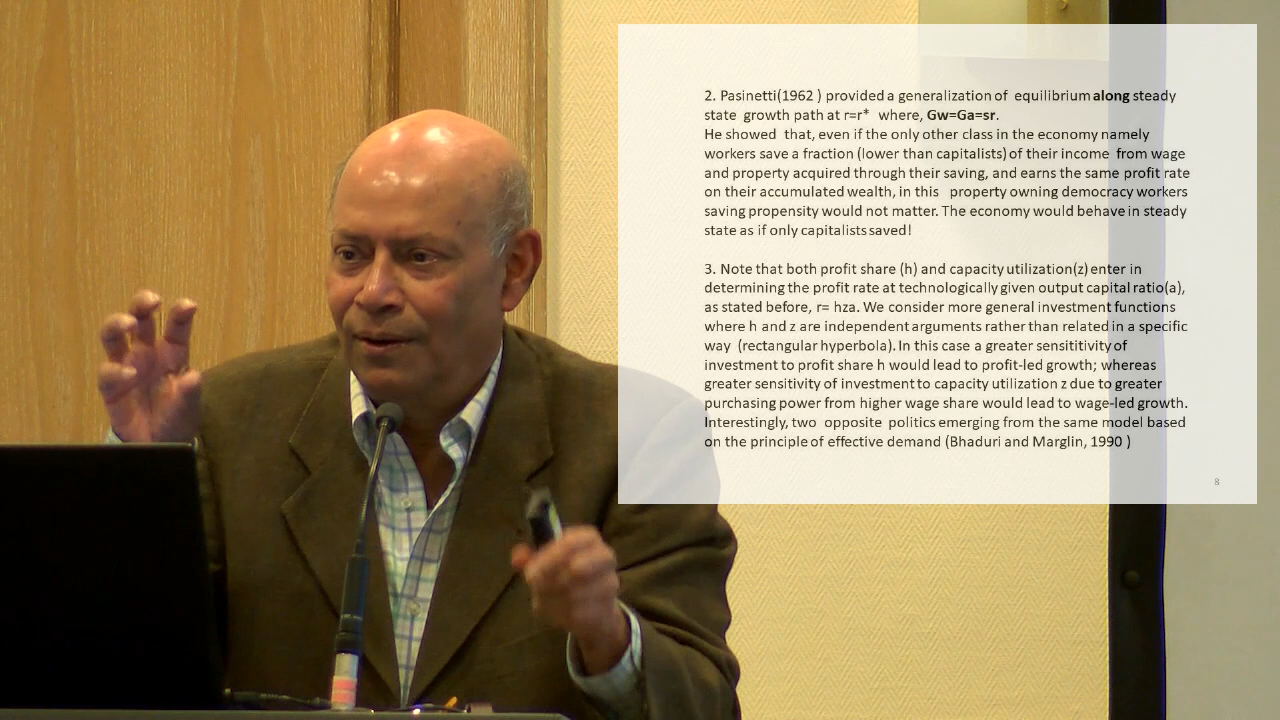 2. Pasinetti(1962 ) provided a generalization of equilibrium along steady
state growth path at r=r* where, Gw=Ga=sr.
He showed that, even if the only other class in the economy namely
workers save a fraction (lower than capitalists) of their income from wage
and property acquired through their saving, and earns the same profit rate
on their accumulated wealth, in this property owning democracy workers
saving propensity would not matter. The economy would behave in steady
state as if only capitalists saved!
3. Note that both profit share (h) and capacity utilization(z) enter in
determining the profit rate at technologically given output capital ratio(a),
as stated before, r= hza. We consider more general investment functions
where h and z are independent arguments rather than related in a specific
way (rectangular hyperbola). In this case a greater sensititivity of
investment to profit share h would lead to profit-led growth; whereas
greater sensitivity of investment to capacity utilization z due to greater
purchasing power from higher wage share would lead to wage-led growth.
Interestingly, two opposite politics emerging from the same model based
on the principle of effective demand (Bhaduri and Marglin, 1990 )
8